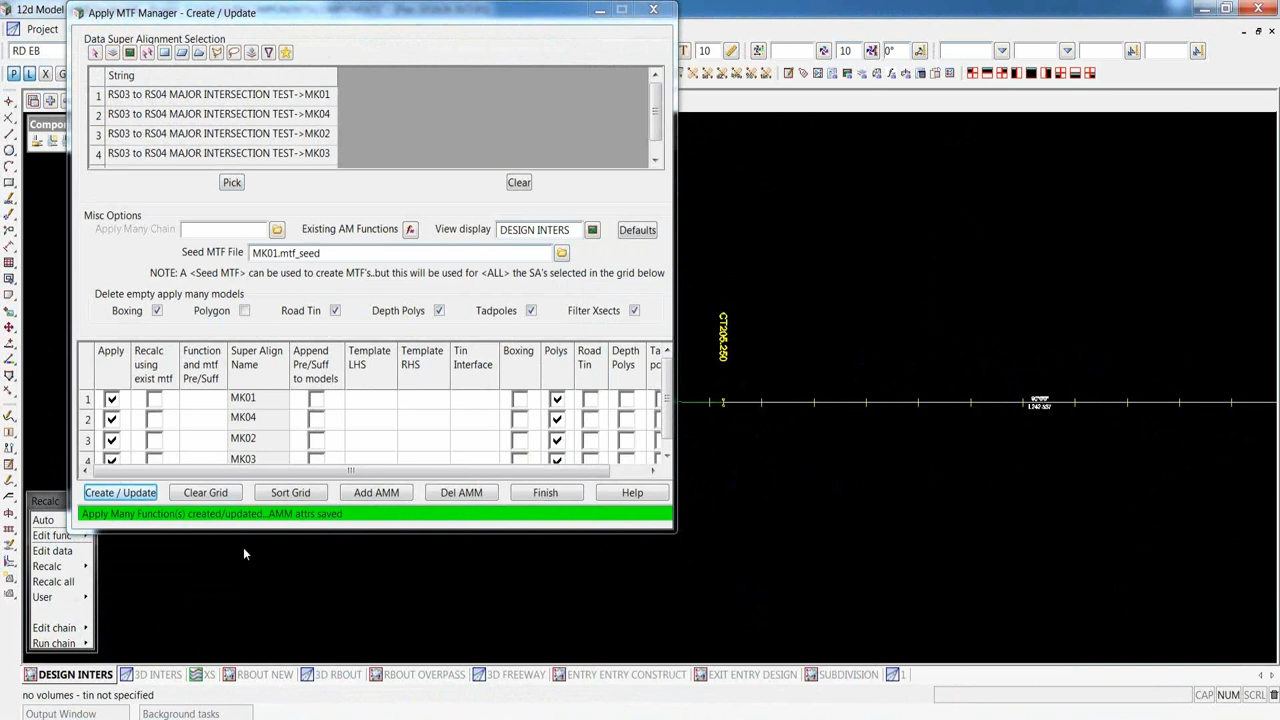 12d Model
Apply MTF Manager - Create / Update
Project
RD EB
10
10
0°
P L X G
Data Super Alignment Selection
String
1 RS03 to RS04 MAJOR INTERSECTION TEST->MK01
2 RS03 to RS04 MAJOR INTERSECTION TEST->MK04
3 RS03 to RS04 MAJOR INTERSECTION TEST->MK02
4 RS03 to RS04 MAJOR INTERSECTION TEST->MK03
Compo
Pick Clear
Misc Options
Apply Many Chain Existing AM Functions View display DESIGN INTERS Defaults
Seed MTF File MK01.mtf_seed
NOTE: A <Seed MTF> can be used to create MTF's..but this will be used for <ALL> the SA's selected in the grid below
Delete empty apply many models
Boxing Polygon Road Tin Depth Polys Tadpoles Filter Xsects
Apply Recalc using exist mtf Function and mtf Pre/Suff Super Align Name Append Pre/Suff to models Template LHS Template RHS Tin Interface Boxing Polys Road Tin Depth Polys Ta pc
1 MK01
2 MK04
3 MK02
4 MK03
Create / Update Clear Grid Sort Grid Add AMM Del AMM Finish Help
Apply Many Function(s) created/updated...AMM attrs saved
CT205.250
Recalc
Auto
Edit func
Edit data
Recalc
Recalc all
User
Edit chain
Run chain
DESIGN INTERS 3D INTERS XS RBOUT NEW 3D RBOUT RBOUT OVERPASS 3D FREEWAY ENTRY ENTRY CONSTRUCT EXIT ENTRY DESIGN SUBDIVISION 1
no volumes - tin not specified
CAP NUM SCRL
Output Window Background tasks